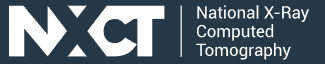 NXCT
National X-Ray
Computed
Tomography